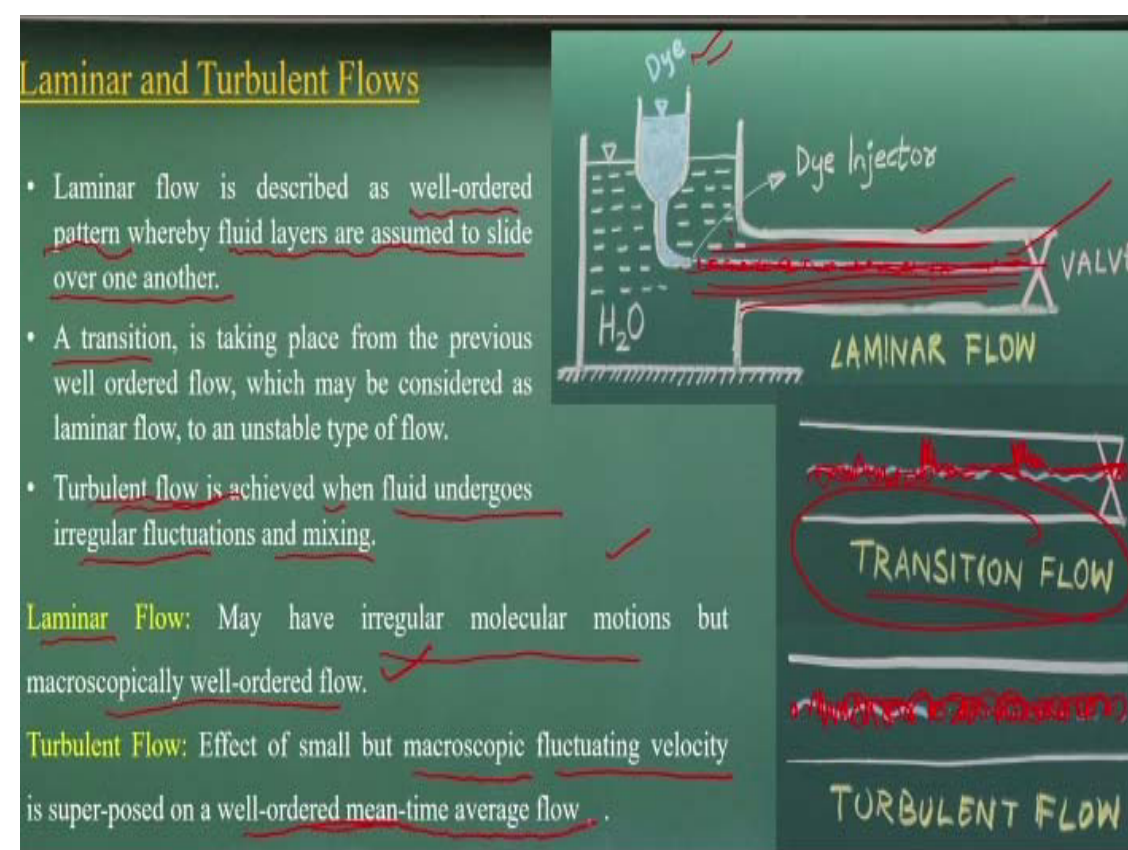 Laminar and Turbulent Flows
• Laminar flow is described as well-ordered
pattern whereby fluid layers are assumed to slide
over one another.
• A transition, is taking place from the previous
well ordered flow, which may be considered as
laminar flow, to an unstable type of flow.
• Turbulent flow is achieved when fluid undergoes
irregular fluctuations and mixing.
Laminar Flow: May have irregular molecular motions but
macroscopically well-ordered flow.
Turbulent Flow: Effect of small but macroscopic fluctuating velocity
is super-posed on a well-ordered mean-time average flow . .
Dye
Dye Injector
VALVE
H₂O
LAMINAR FLOW
TRANSITION FLOW
TURBULENT FLOW